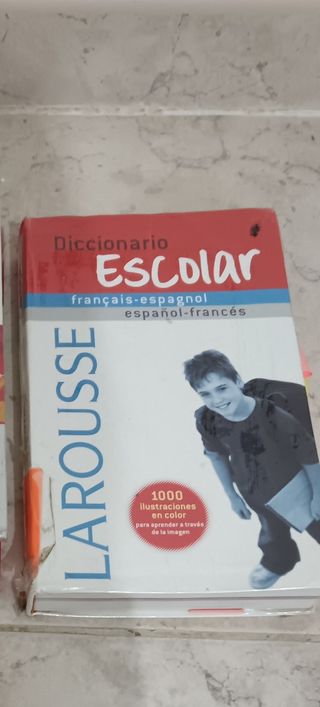 Diccionario
Escolar
français-espagnol
español-francés
LAROUSSE
1000
ilustraciones
en color
para aprender a través
de la imagen